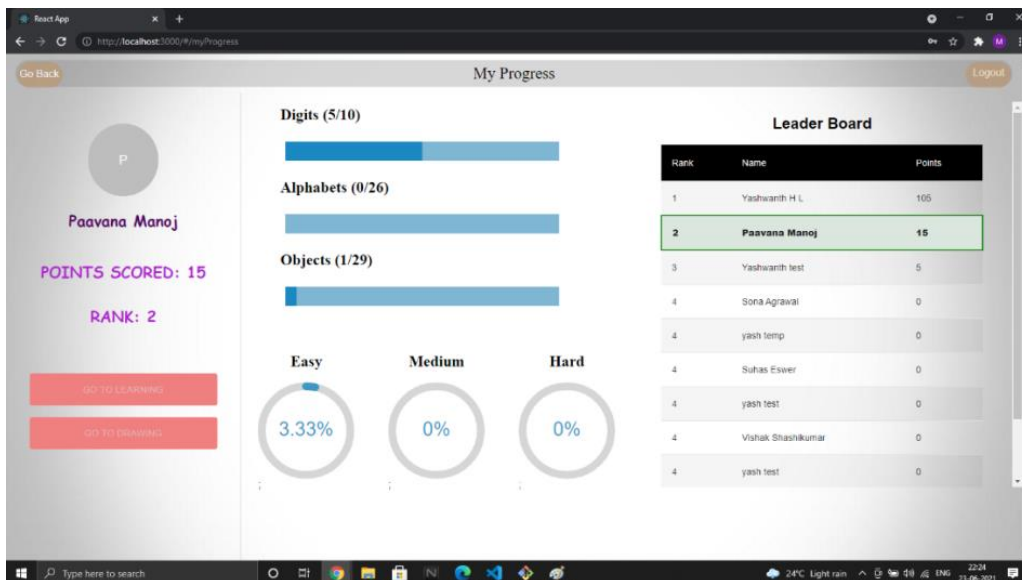 React App
http://localhost:3000/#/myProgress
M
Go Back
My Progress
Logout
P
Paavana Manoj
POINTS SCORED: 15
RANK: 2
GO TO LEARNING
GO TO DRAWING
Digits (5/10)
Alphabets (0/26)
Objects (1/29)
Easy Medium Hard
3.33% 0% 0%
; ; ;
Leader Board
Rank Name Points
1 Yashwanth H L 105
2 Paavana Manoj 15
3 Yashwanth test 5
4 Sona Agrawal 0
4 yash temp 0
4 Suhas Eswer 0
4 yash test 0
4 Vishak Shashikumar 0
4 yash test 0
Type here to search
24°C Light rain
ENG
22:24
23-06-2021